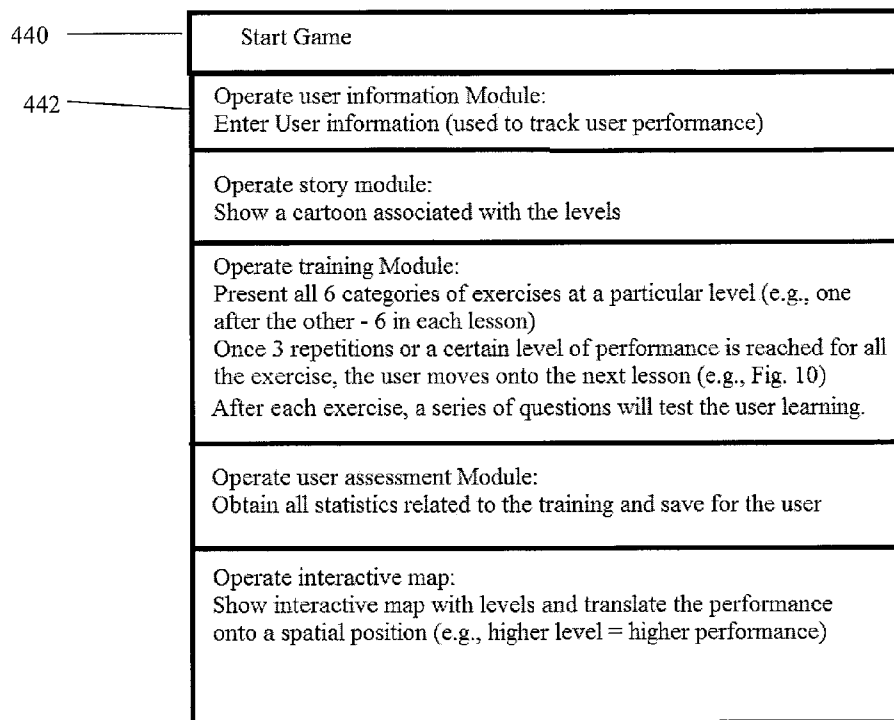 440
Start Game
442
Operate user information Module:
Enter User information (used to track user performance)
Operate story module:
Show a cartoon associated with the levels
Operate training Module:
Present all 6 categories of exercises at a particular level (e.g., one
after the other - 6 in each lesson)
Once 3 repetitions or a certain level of performance is reached for all
the exercise, the user moves onto the next lesson (e.g., Fig. 10)
After each exercise, a series of questions will test the user learning.
Operate user assessment Module:
Obtain all statistics related to the training and save for the user
Operate interactive map:
Show interactive map with levels and translate the performance
onto a spatial position (e.g., higher level = higher performance)